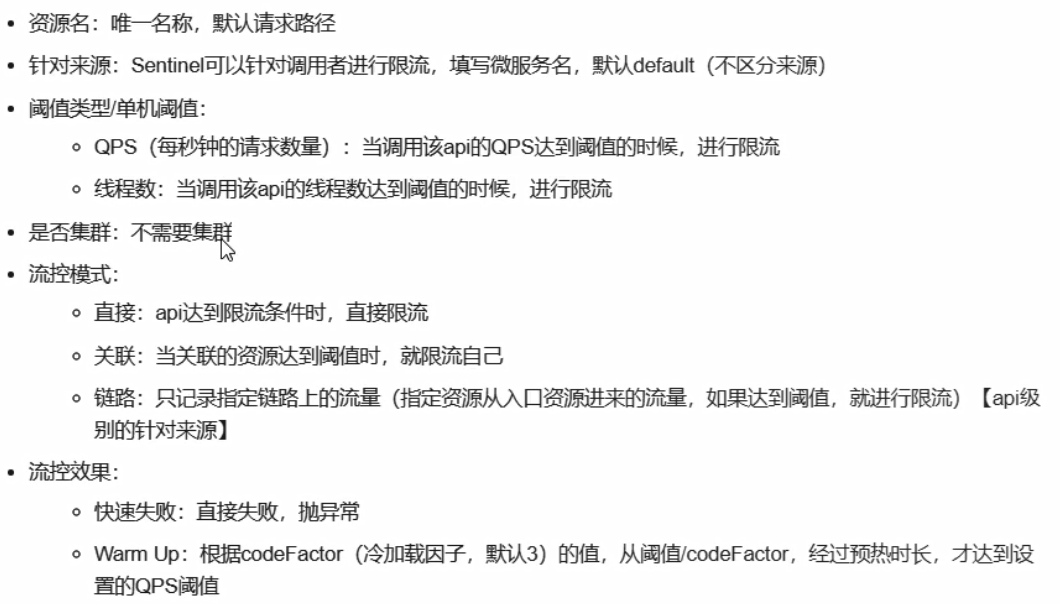 资源名：唯一名称，默认请求路径
针对来源：Sentinel可以针对调用者进行限流，填写微服务名，默认default（不区分来源）
阈值类型/单机阈值：
QPS（每秒钟的请求数量）：当调用该api的QPS达到阈值的时候，进行限流
线程数：当调用该api的线程数达到阈值的时候，进行限流
是否集群：不需要集群
流控模式：
直接：api达到限流条件时，直接限流
关联：当关联的资源达到阈值时，就限流自己
链路：只记录指定链路上的流量（指定资源从入口资源进来的流量，如果达到阈值，就进行限流）【api级
别的针对来源】
流控效果：
快速失败：直接失败，抛异常
Warm Up：根据codeFactor（冷加载因子，默认3）的值，从阈值/codeFactor，经过预热时长，才达到设
置的QPS阈值